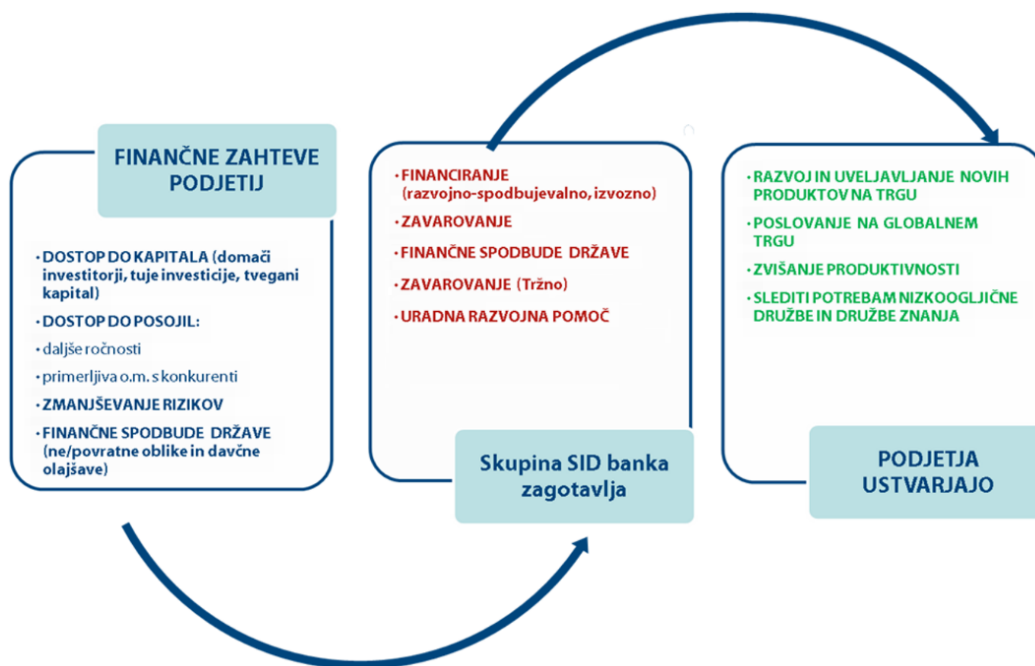 FINANČNE ZAHTEVE
PODJETIJ
• DOSTOP DO KAPITALA (domači
investitorji, tuje investicije, tvegani
kapital)
• DOSTOP DO POSOJIL:
• daljše ročnosti
• primerljiva o.m. s konkurenti
• ZMANJŠEVANJE RIZIKOV
• FINANČNE SPODBUDE DRŽAVE
(ne/povratne oblike in davčne
olajšave)
• FINANCIRANJE
(razvojno-spodbujevalno, izvozno)
• ZAVAROVANJE
• FINANČNE SPODBUDE DRŽAVE
• ZAVAROVANJE (Tržno)
• URADNA RAZVOJNA POMOČ
Skupina SID banka
zagotavlja
• RAZVOJ IN UVELJAVLJANJE NOVIH
PRODUKTOV NA TRGU
• POSLOVANJE NA GLOBALNEM
TRGU
• ZVIŠANJE PRODUKTIVNOSTI
• SLEDITI POTREBAM NIZKOOGLJIČNE
DRUŽBE IN DRUŽBE ZNANJA
PODJETJA
USTVARJAJO